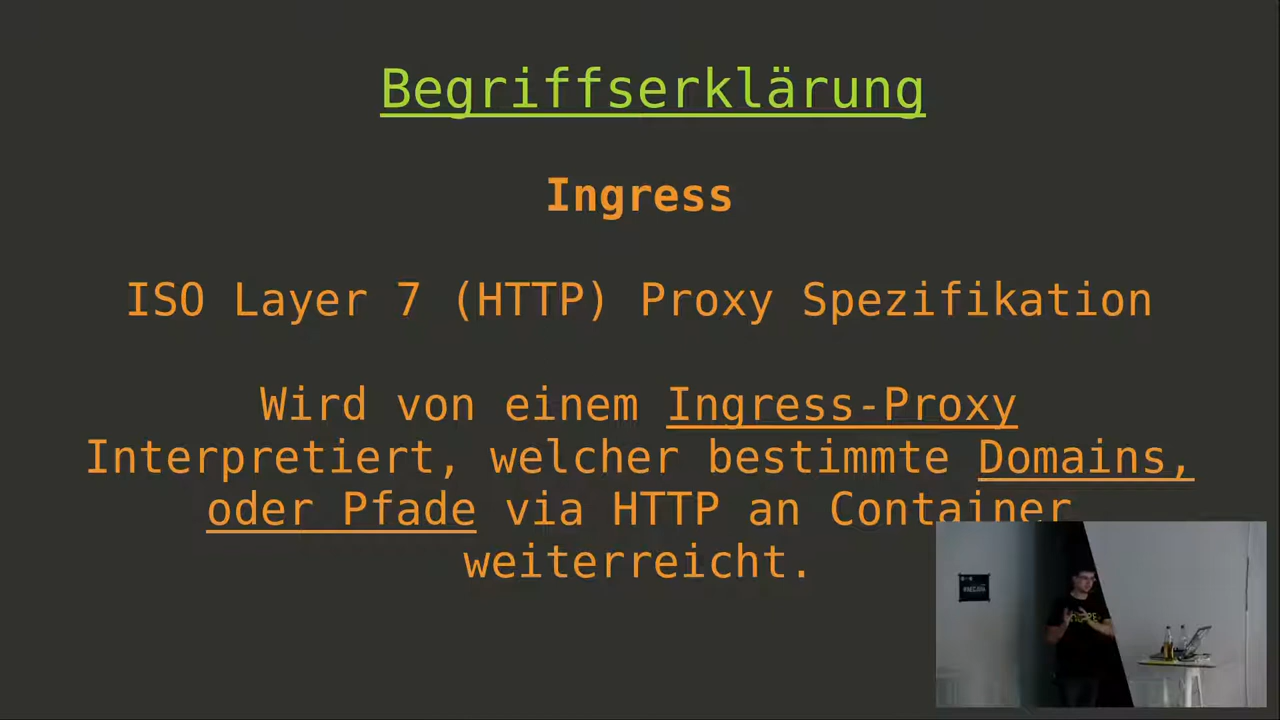 Begriffserklärung
Ingress
ISO Layer 7 (HTTP) Proxy Spezifikation
Wird von einem Ingress-Proxy
Interpretiert, welcher bestimmte Domains,
oder Pfade via HTTP an Container
weiterreicht.